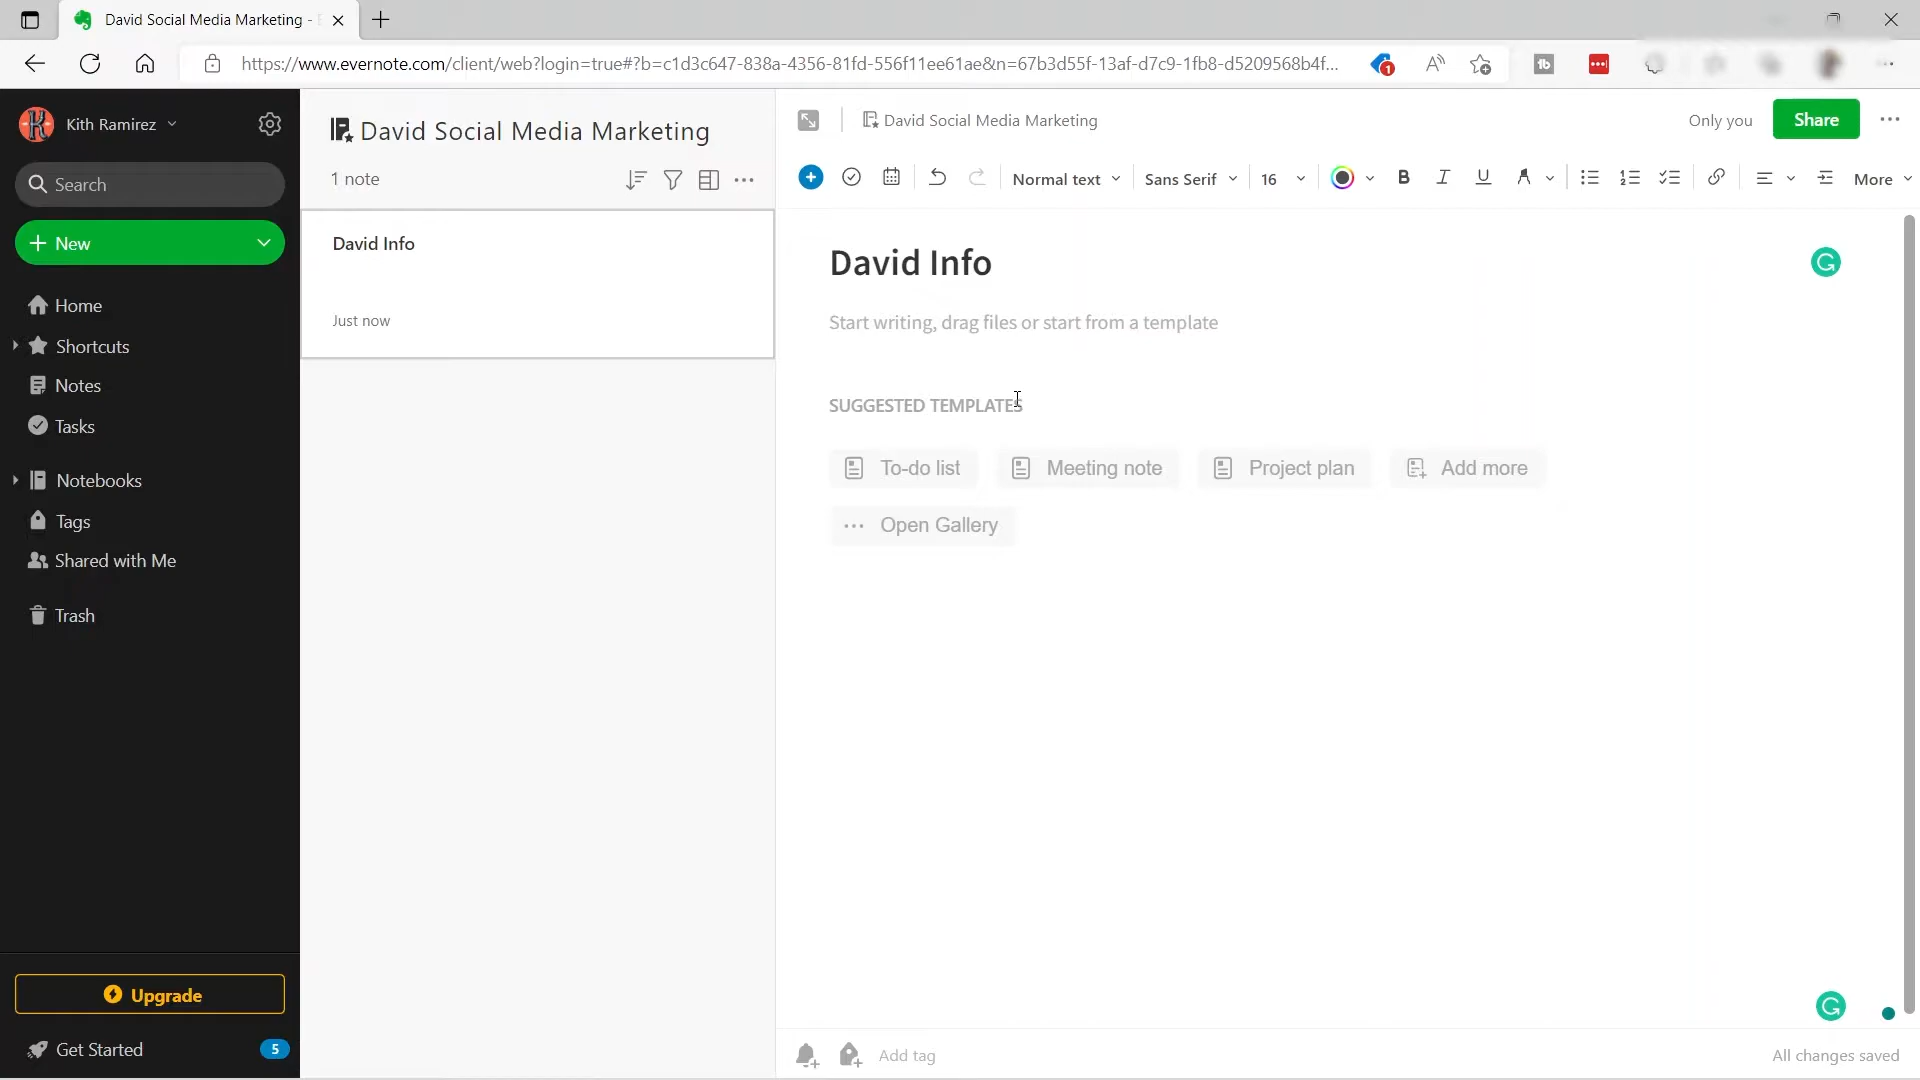 David Social Media Marketing - E
https://www.evernote.com/client/web?login=true#?b=c1d3c647-838a-4356-81fd-556f11ee61ae&n=67b3d55f-13af-d7c9-1fb8-d5209568b4f...
1
tb
Kith Ramirez
Search
New
Home
Shortcuts
Notes
Tasks
Notebooks
Tags
Shared with Me
Trash
Upgrade
Get Started
5
David Social Media Marketing
1 note
David Info
Just now
David Social Media Marketing
Only you
Share
Normal text
Sans Serif
16
B
I
U
More
David Info
Start writing, drag files or start from a template
SUGGESTED TEMPLATES
To-do list
Meeting note
Project plan
Add more
Open Gallery
Add tag
All changes saved